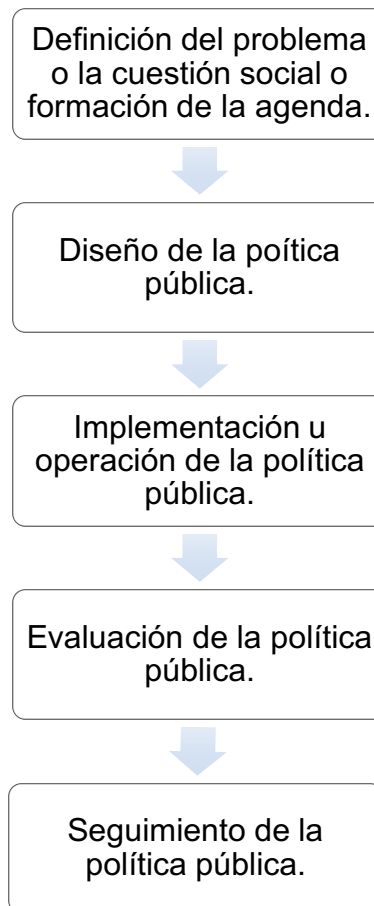 Definición del problema
o la cuestión social o
formación de la agenda.
Diseño de la poítica
pública.
Implementación u
operación de la política
pública.
Evaluación de la política
pública.
Seguimiento de la
política pública.